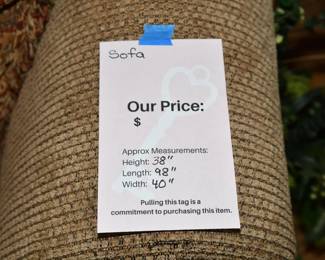 Sofa
Our Price:
$
Approx Measurements:
Height: 38"
Length: 98"
Width: 40"
Pulling this tag is a
commitment to purchasing this item.